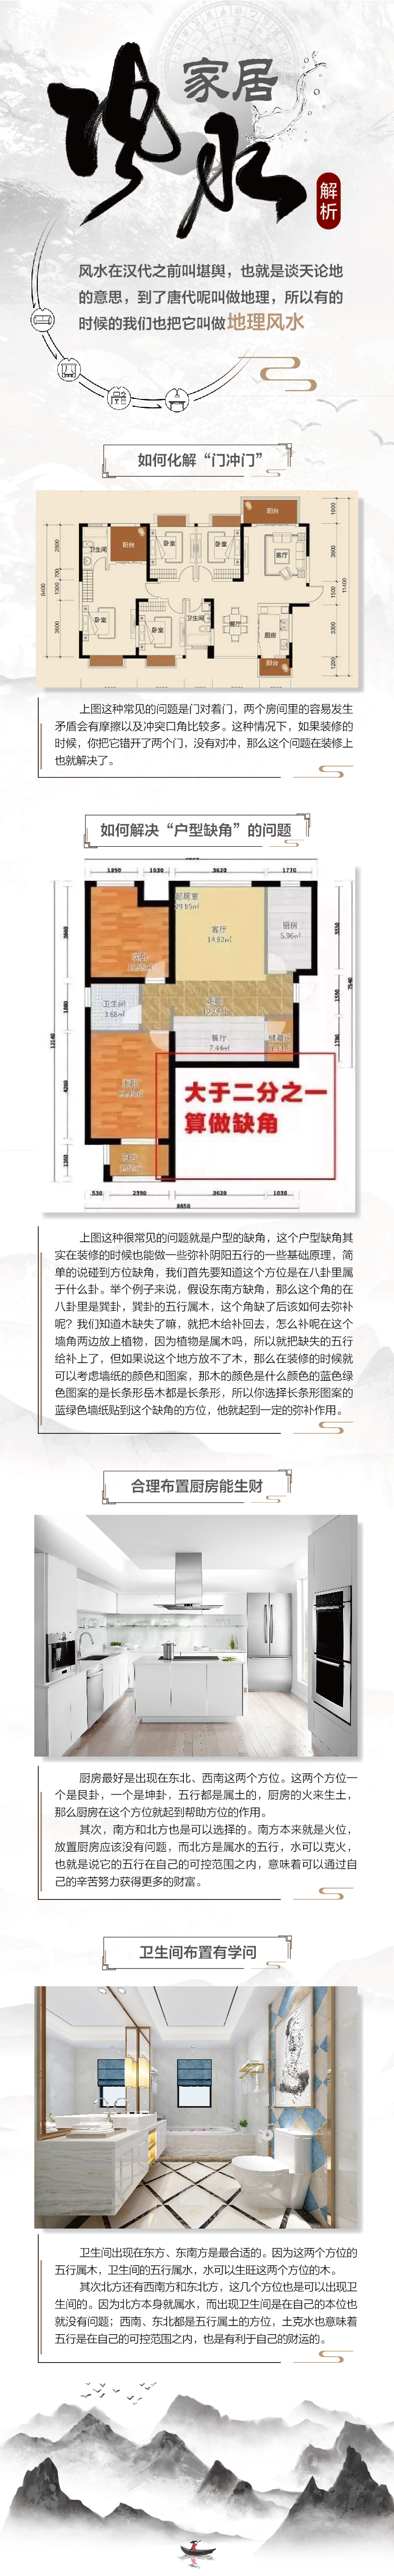 家居
风水
解析
风水在汉代之前叫堪舆，也就是谈天论地
的意思，到了唐代呢叫做地理，所以有的
时候的我们也把它叫做地理风水
如何化解“门冲门”
阳台
卫生间
阳台
卧室
卧室
客厅
卧室
卧室
卫生间
餐厅
厨房
阳台
上图这种常见的问题是门对着门，两个房间里的容易发生
矛盾会有摩擦以及冲突口角比较多。这种情况下，如果装修的
时候，你把它错开了两个门，没有对冲，那么这个问题在装修上
也就解决了。
如何解决“户型缺角”的问题
1890 1030 3620 1770
起居室
29.85㎡
客厅
14.82㎡
厨房
5.96㎡
卫生间
3.68㎡
餐厅
7.44㎡
大于二分之一
算做缺角
530 2390 3620 1030
8650
上图这种很常见的问题就是户型的缺角，这个户型缺角其
实在装修的时候也能做一些弥补阴阳五行的一些基础原理，简
单的说碰到方位缺角，我们首先要知道这个方位是在八卦里属
于什么卦。举个例子来说，假设东南方缺角，那么这个角的在
八卦里是巽卦，巽卦的五行属木，这个角缺了后该如何去弥补
呢？我们知道木缺失了嘛，就把木给补回去，怎么补呢在这个
墙角两边放上植物，因为植物是属木吗，所以就把缺失的五行
给补上了，但如果说这个地方放不了木，那么在装修的时候就
可以考虑墙纸的颜色和图案，那木的颜色是什么颜色的蓝色绿
色图案的是长条形岳木都是长条形，所以你选择长条形图案的
蓝绿色墙纸贴到这个缺角的方位，他就起到一定的弥补作用。
合理布置厨房能生财
厨房最好是出现在东北、西南这两个方位。这两个方位一
个是艮卦，一个是坤卦，五行都是属土的，厨房的火来生土，
那么厨房在这个方位就起到帮助方位的作用。
其次，南方和北方也是可以选择的。南方本来就是火位，
放置厨房应该没有问题，而北方是属水的五行，水可以克火，
也就是说它的五行在自己的可控范围之内，意味着可以通过自
己的辛苦努力获得更多的财富。
卫生间布置有学问
卫生间出现在东方、东南方是最合适的。因为这两个方位的
五行属木，卫生间的五行属水，水可以生旺这两个方位的木。
其次北方还有西南方和东北方，这几个方位也是可以出现卫
生间的。因为北方本身就属水，而出现卫生间是在自己的本位也
就没有问题；西南、东北都是五行属土的方位，土克水也意味着
五行是在自己的可控范围之内，也是有利于自己的财运的。